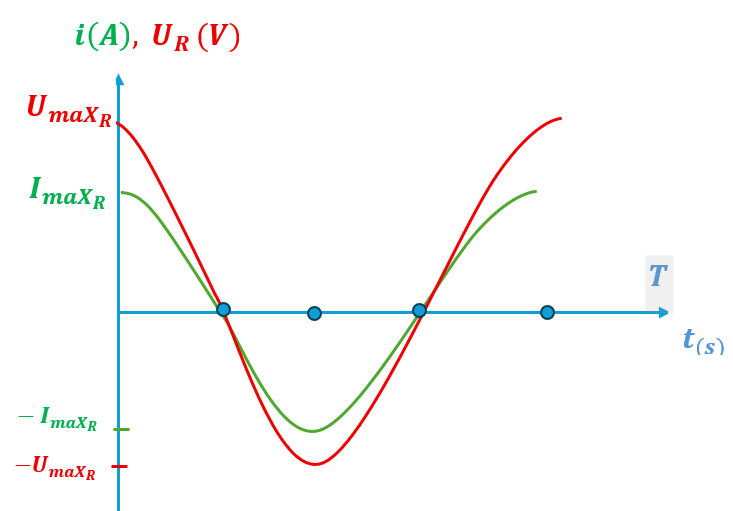 i(A), U_R (V)
U_maX_R
I_maX_R
T
t_(s)
− I_maX_R
−U_maX_R